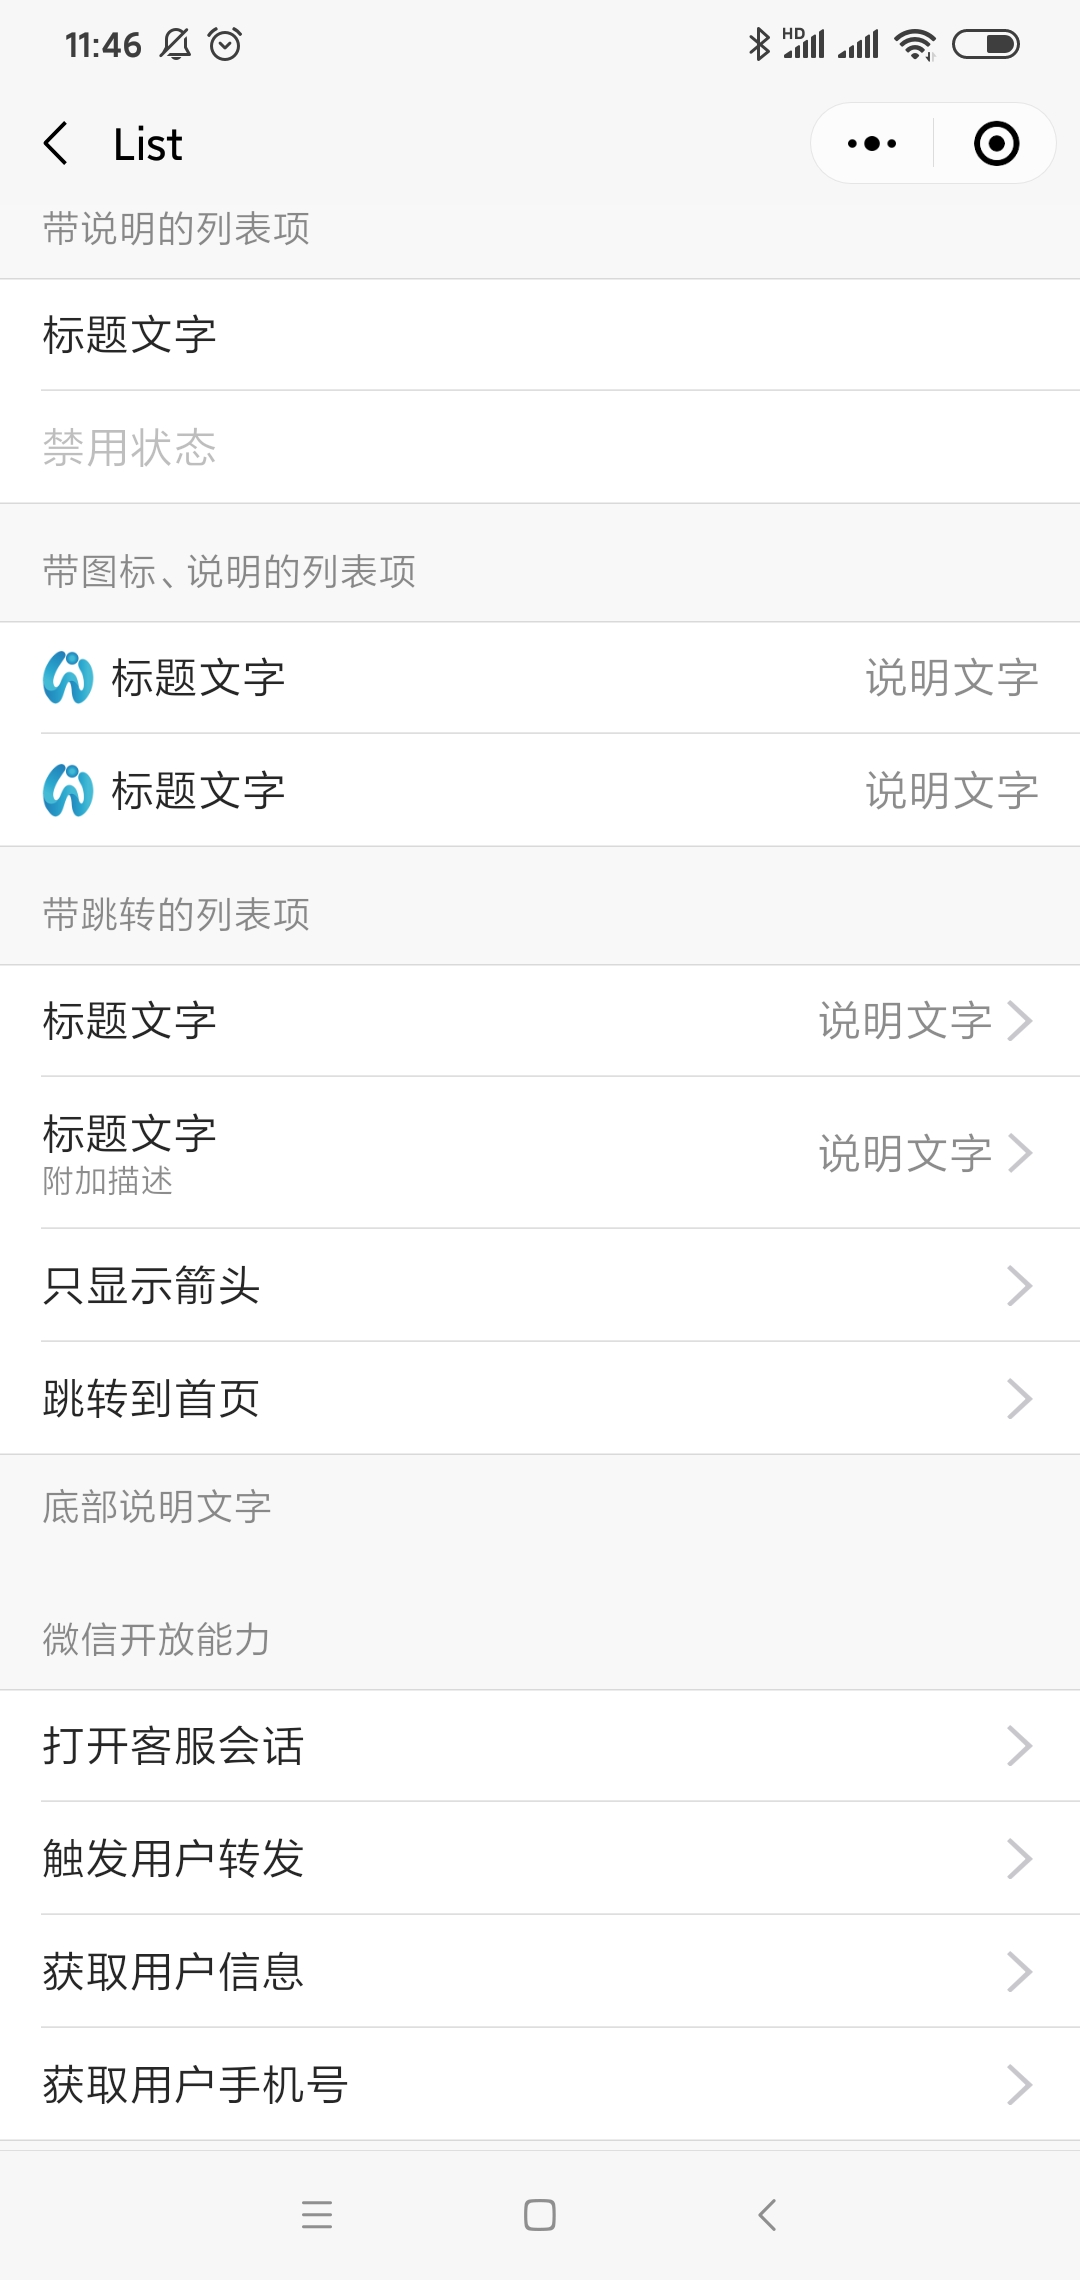 11:46
HD
List
带说明的列表项
标题文字
禁用状态
带图标、说明的列表项
标题文字 说明文字
标题文字 说明文字
带跳转的列表项
标题文字 说明文字
标题文字
附加描述 说明文字
只显示箭头
跳转到首页
底部说明文字
微信开放能力
打开客服会话
触发用户转发
获取用户信息
获取用户手机号